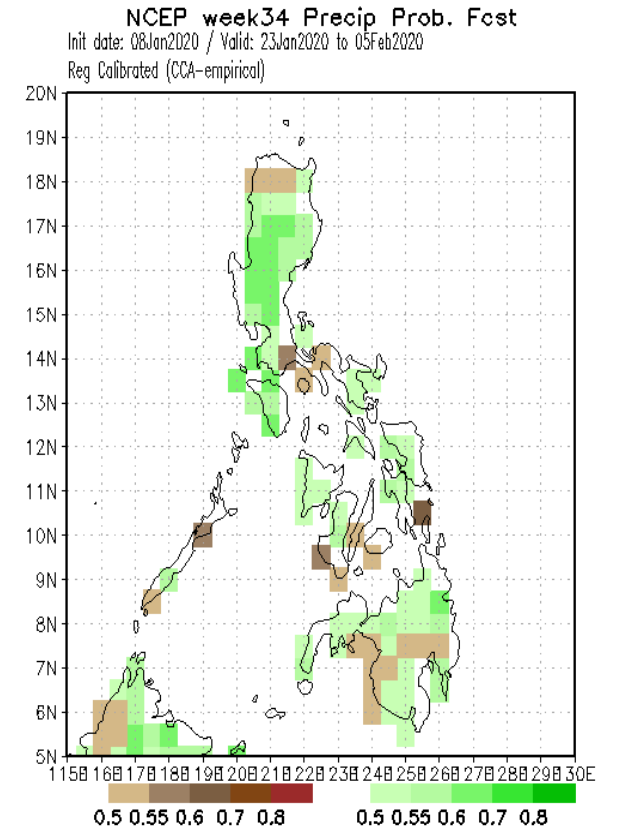 NCEP week34 Precip Prob. Fcst
Init date: 08Jan2020 / Valid: 23Jan2020 to 05Feb2020
Reg Calibrated (CCA-empirical)
20N
19N
18N
17N
16N
15N
14N
13N
12N
11N
10N
9N
8N
7N
6N
5N
115E 116E 117E 118E 119E 120E 121E 122E 123E 124E 125E 126E 127E 128E 129E 130E
0.5 0.55 0.6 0.7 0.8 0.5 0.55 0.6 0.7 0.8